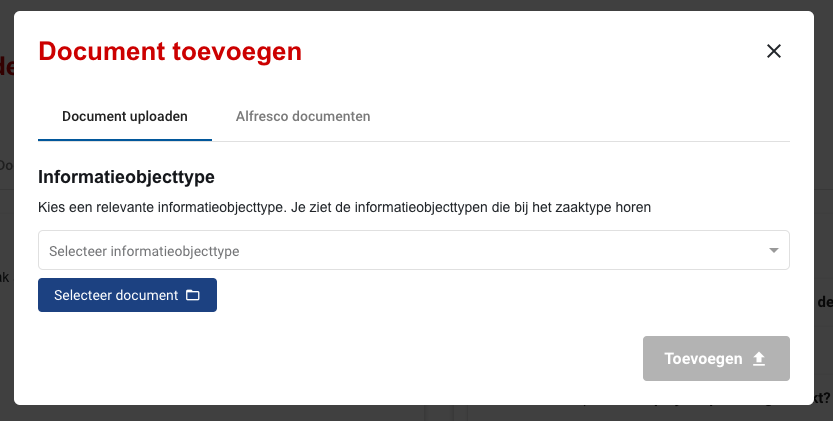 Document toevoegen
Document uploaden
Alfresco documenten
Informatieobjecttype
Kies een relevante informatieobjecttype. Je ziet de informatieobjecttypen die bij het zaaktype horen
Selecteer informatieobjecttype
Selecteer document
Toevoegen